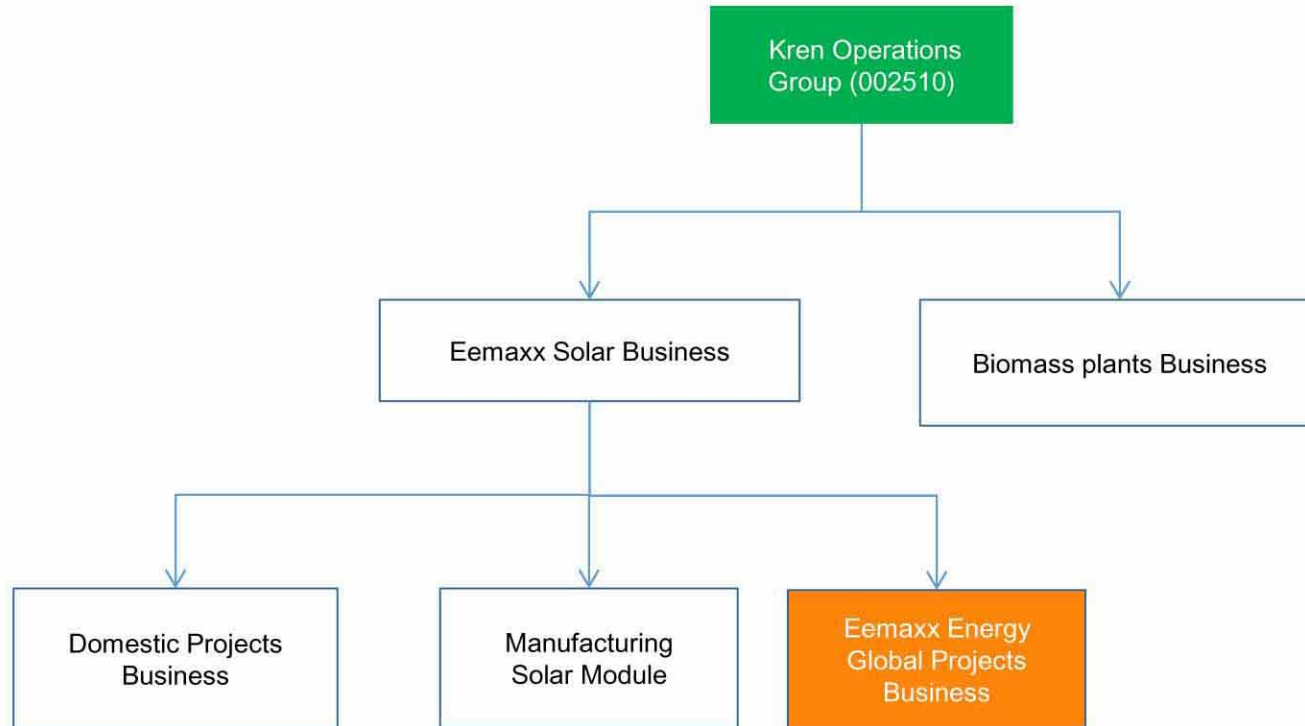 Kren Operations
Group (002510)
Eemaxx Solar Business
Biomass plants Business
Domestic Projects
Business
Manufacturing
Solar Module
Eemaxx Energy
Global Projects
Business